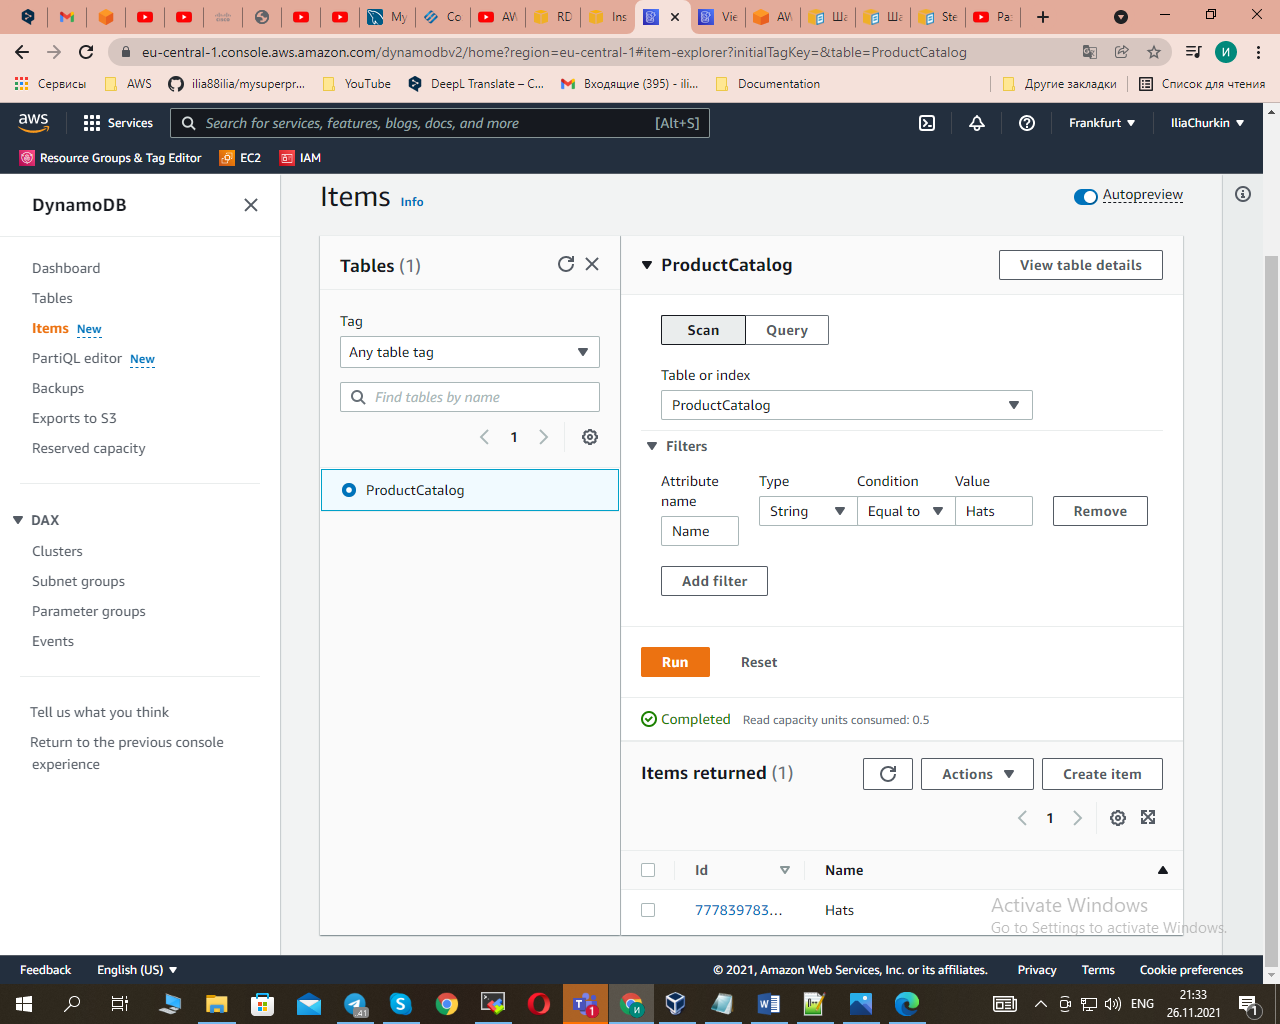 My
Co
AV
RD
Ins
Vie
AW
Ша
Ша
Ste
Ра:
eu-central-1.console.aws.amazon.com/dynamodbv2/home?region=eu-central-1#item-explorer?initialTagKey=&table=ProductCatalog
И
Сервисы
AWS
ilia88ilia/mysuperpr...
YouTube
DeepL Translate – C...
Входящие (395) - ili...
Documentation
Другие закладки
Список для чтения
aws
Services
Search for services, features, blogs, docs, and more
[Alt+S]
Frankfurt
IliaChurkin
Resource Groups & Tag Editor
EC2
IAM
DynamoDB
Dashboard
Tables
Items New
PartiQL editor New
Backups
Exports to S3
Reserved capacity
DAX
Clusters
Subnet groups
Parameter groups
Events
Tell us what you think
Return to the previous console
experience
Items Info
Autopreview
Tables (1)
Tag
Any table tag
Find tables by name
1
ProductCatalog
ProductCatalog
View table details
Scan
Query
Table or index
ProductCatalog
Filters
Attribute
name
Type
Condition
Value
Name
String
Equal to
Hats
Remove
Add filter
Run
Reset
Completed
Read capacity units consumed: 0.5
Items returned (1)
Actions
Create item
1
Id
Name
777839783...
Hats
Activate Windows
Go to Settings to activate Windows.
Feedback
English (US)
© 2021, Amazon Web Services, Inc. or its affiliates.
Privacy
Terms
Cookie preferences
ENG
21:33
26.11.2021